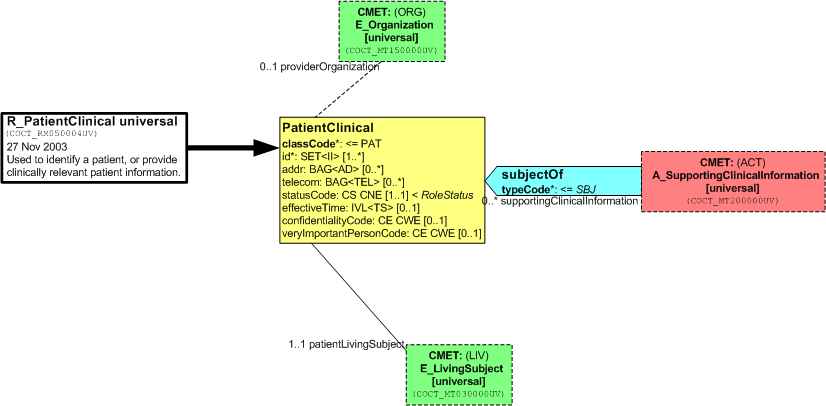 CMET: (ORG)
E_Organization
[universal]
(COCT_MT150000UV)
0..1 providerOrganization
R_PatientClinical universal
(COCT_RM050004UV)
27 Nov 2003
Used to identify a patient, or provide
clinically relevant patient information.
PatientClinical
classCode*: <= PAT
id*: SET<II> [1..*]
addr: BAG<AD> [0..*]
telecom: BAG<TEL> [0..*]
statusCode: CS CNE [1..1] < RoleStatus
effectiveTime: IVL<TS> [0..1]
confidentialityCode: CE CWE [0..1]
veryImportantPersonCode: CE CWE [0..1]
subjectOf
typeCode*: <= SBJ
0..* supportingClinicalInformation
CMET: (ACT)
A_SupportingClinicalInformation
[universal]
(COCT_MT200000UV)
1..1 patientLivingSubject
CMET: (LIV)
E_LivingSubject
[universal]
(COCT_MT030000UV)